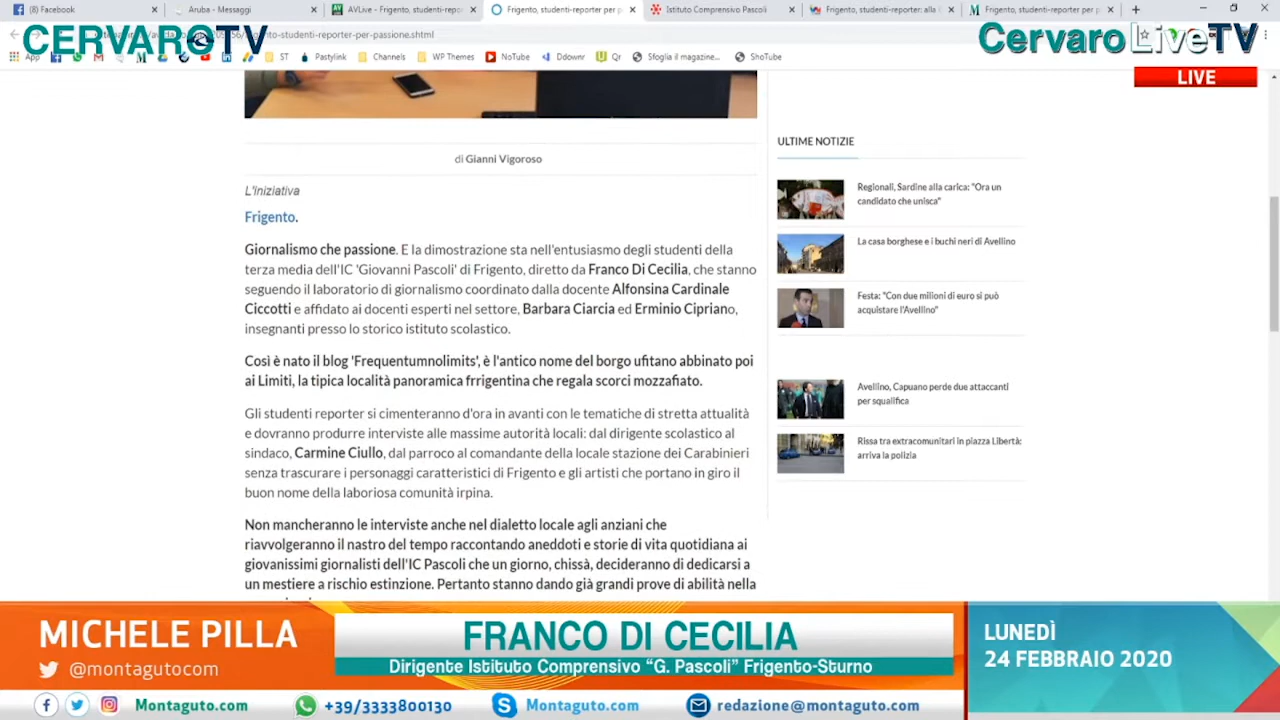 (8) Facebook
Aruba - Messaggi
AVLive - Frigento, studenti-repor
Frigento, studenti-reporter per p
Istituto Comprensivo Pascoli
Frigento, studenti-reporter: alla l
Frigento, studenti-reporter per p
CERVAROTV
-studenti-reporter-per-passione.shtml
CervaroLiveTV
App
ST
Pastylink
Channels
WP Themes
NoTube
Ddownr
Qr
Sfoglia il magazine...
ShoTube
LIVE
di Gianni Vigoroso
L'iniziativa
Frigento.
Giornalismo che passione. E la dimostrazione sta nell'entusiasmo degli studenti della
terza media dell'IC 'Giovanni Pascoli' di Frigento, diretto da Franco Di Cecilia, che stanno
seguendo il laboratorio di giornalismo coordinato dalla docente Alfonsina Cardinale
Ciccotti e affidato ai docenti esperti nel settore, Barbara Ciarcia ed Erminio Cipriano,
insegnanti presso lo storico istituto scolastico.
Così è nato il blog 'Frequentumnolimits', è l'antico nome del borgo ufitano abbinato poi
ai Limiti, la tipica località panoramica frrigentina che regala scorci mozzafiato.
Gli studenti reporter si cimenteranno d'ora in avanti con le tematiche di stretta attualità
e dovranno produrre interviste alle massime autorità locali: dal dirigente scolastico al
sindaco, Carmine Ciullo, dal parroco al comandante della locale stazione dei Carabinieri
senza trascurare i personaggi caratteristici di Frigento e gli artisti che portano in giro il
buon nome della laboriosa comunità irpina.
Non mancheranno le interviste anche nel dialetto locale agli anziani che
riavvolgeranno il nastro del tempo raccontando aneddoti e storie di vita quotidiana ai
giovanissimi giornalisti dell'IC Pascoli che un giorno, chissà, decideranno di dedicarsi a
un mestiere a rischio estinzione. Pertanto stanno dando già grandi prove di abilità nella
ULTIME NOTIZIE
Regionali, Sardine alla carica: "Ora un
candidato che unisca"
La casa borghese e i buchi neri di Avellino
Festa: "Con due milioni di euro si può
acquistare l'Avellino"
Avellino, Capuano perde due attaccanti
per squalifica
Rissa tra extracomunitari in piazza Libertà:
arriva la polizia
MICHELE PILLA
@montagutocom
FRANCO DI CECILIA
Dirigente Istituto Comprensivo “G. Pascoli” Frigento-Sturno
LUNEDÌ
24 FEBBRAIO 2020
Montaguto.com
+39/3333800130
Montaguto.com
redazione@montaguto.com